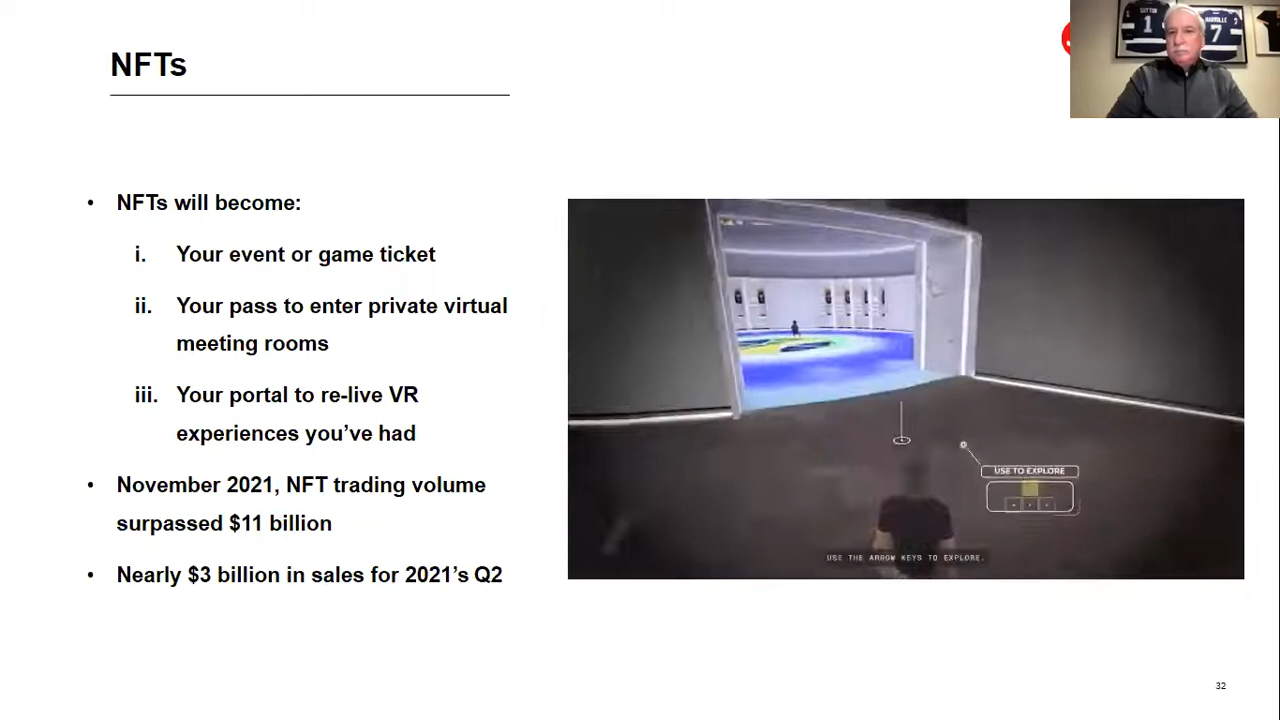 NFTs
• NFTs will become:
i. Your event or game ticket
ii. Your pass to enter private virtual
meeting rooms
iii. Your portal to re-live VR
experiences you’ve had
• November 2021, NFT trading volume
surpassed $11 billion
• Nearly $3 billion in sales for 2021’s Q2
1
7
USE TO EXPLORE
USE THE ARROW KEYS TO EXPLORE.
32